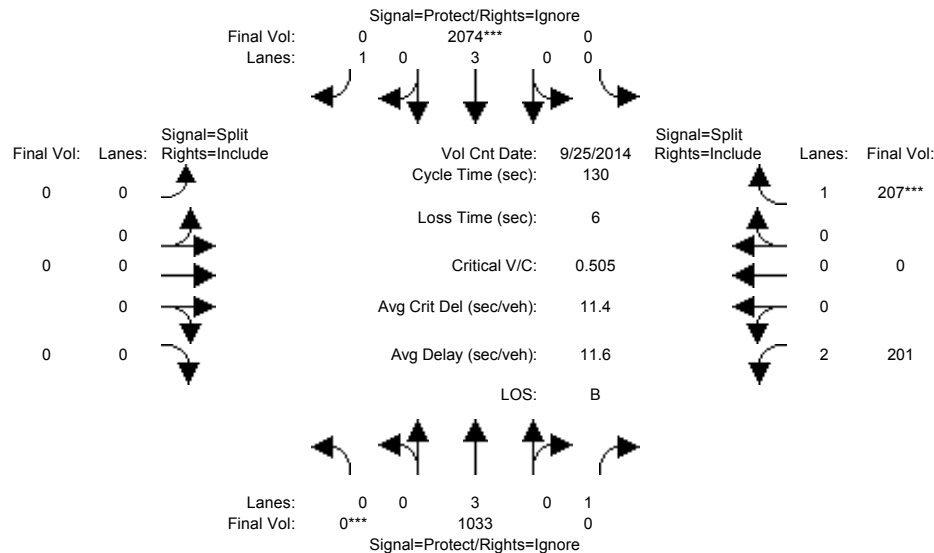 Signal=Protect/Rights=Ignore
Final Vol: 0 2074*** 0
Lanes: 1 0 3 0 0
Signal=Split
Final Vol: Lanes: Rights=Include
Vol Cnt Date: 9/25/2014
Signal=Split
Rights=Include Lanes: Final Vol:
Cycle Time (sec): 130
0 0
1 207***
Loss Time (sec): 6
0
0
0 0
Critical V/C: 0.505
0 0
0
Avg Crit Del (sec/veh): 11.4
0
0 0
Avg Delay (sec/veh): 11.6
2 201
LOS: B
Lanes: 0 0 3 0 1
Final Vol: 0*** 1033 0
Signal=Protect/Rights=Ignore